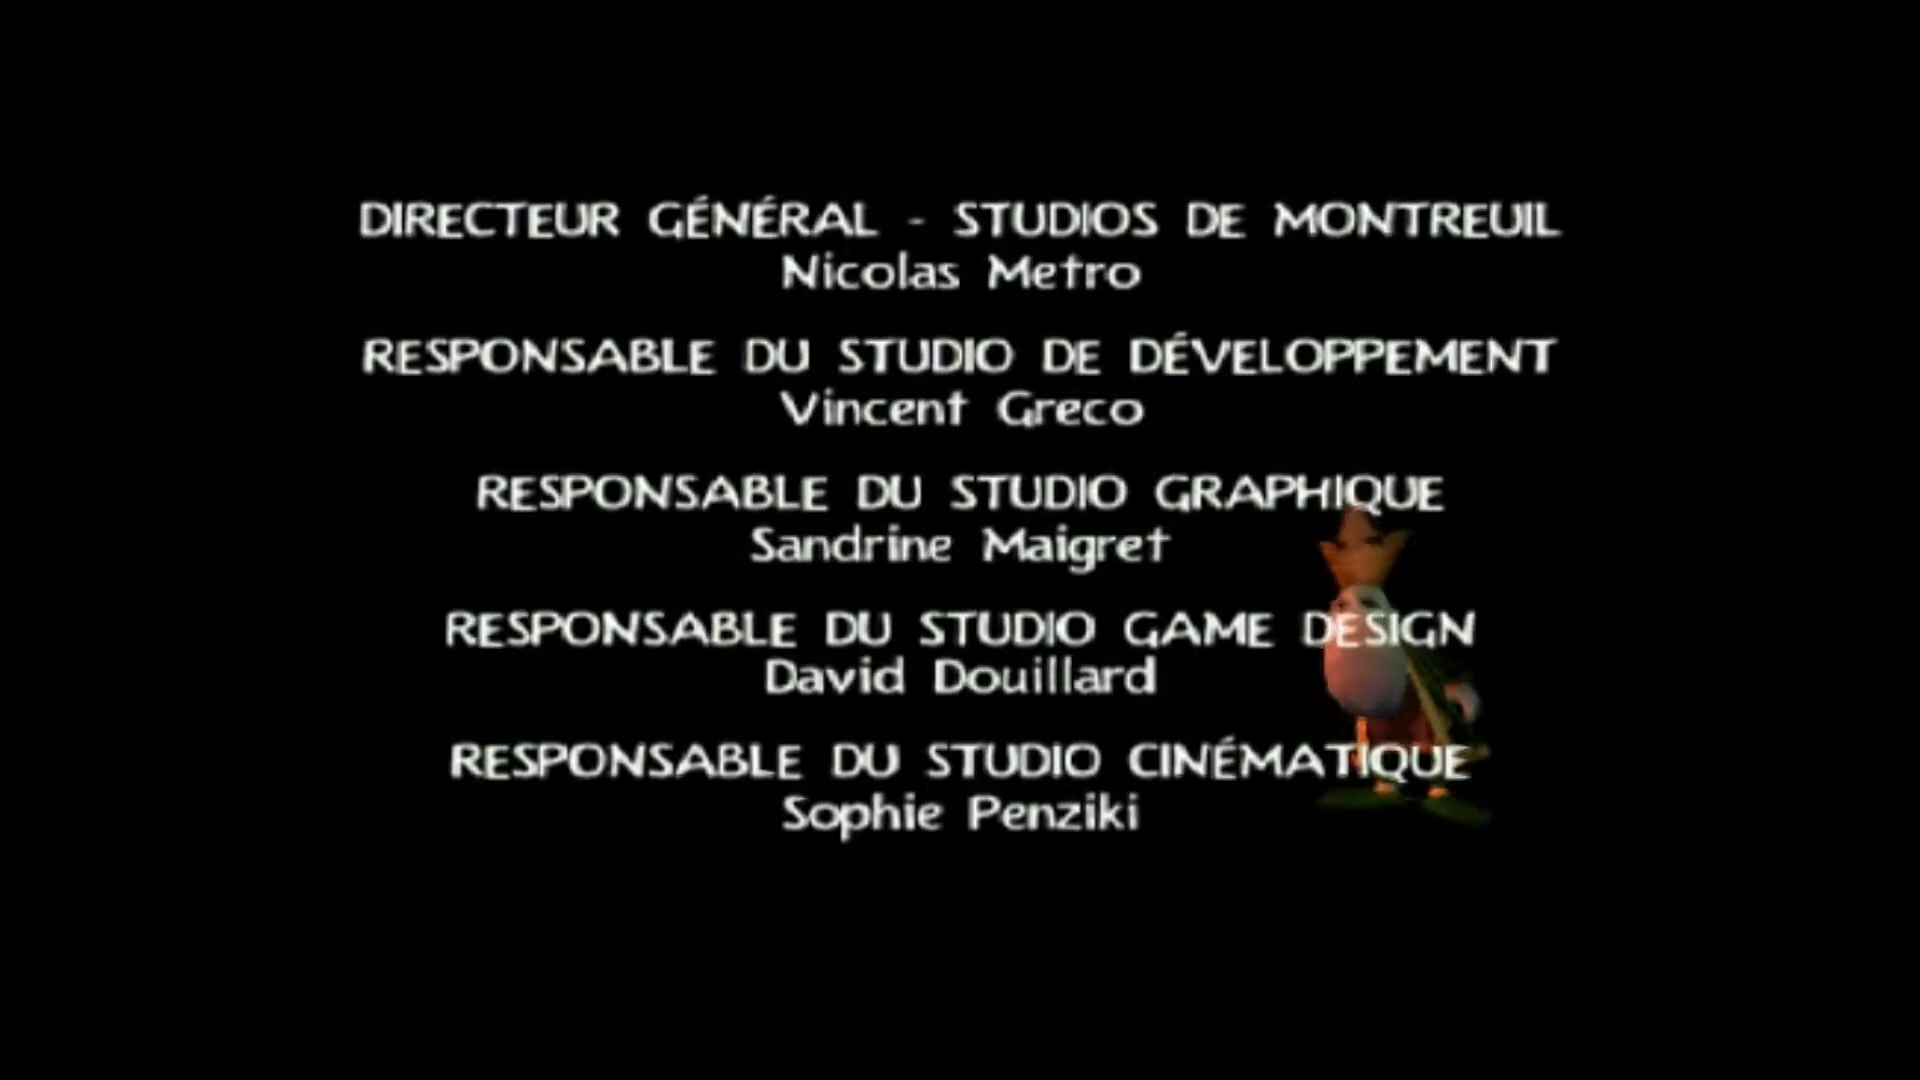 DIRECTEUR GÉNÉRAL - STUDIOS DE MONTREUIL
Nicolas Metro
RESPONSABLE DU STUDIO DE DÉVELOPPEMENT
Vincent Greco
RESPONSABLE DU STUDIO GRAPHIQUE
Sandrine Maigret
RESPONSABLE DU STUDIO GAME DESIGN
David Douillard
RESPONSABLE DU STUDIO CINÉMATIQUE
Sophie Penziki